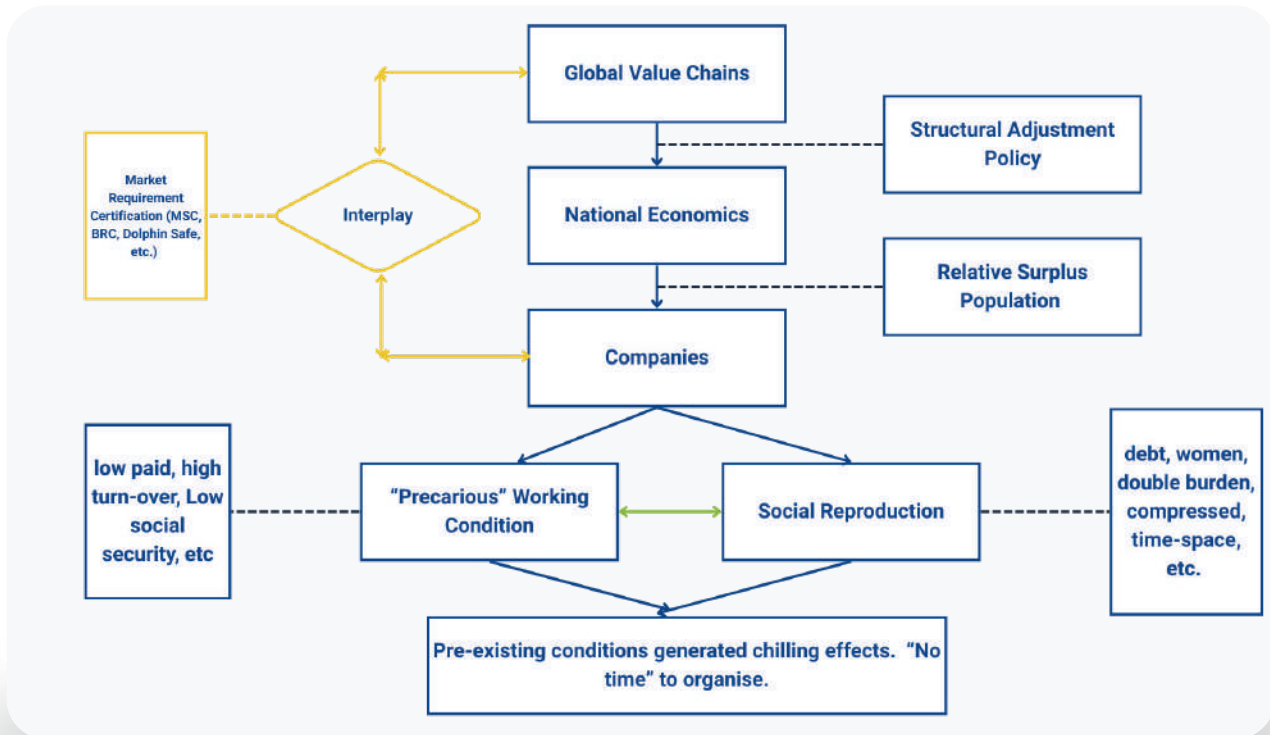 Global Value Chains
Structural Adjustment
Policy
Market
Requirement
Certification (MSC,
BRC, Dolphin Safe,
etc.)
Interplay
National Economics
Relative Surplus
Population
Companies
low paid, high
turn-over, Low
social
security, etc
“Precarious” Working
Condition
Social Reproduction
debt, women,
double burden,
compressed,
time-space,
etc.
Pre-existing conditions generated chilling effects.  “No
time” to organise.